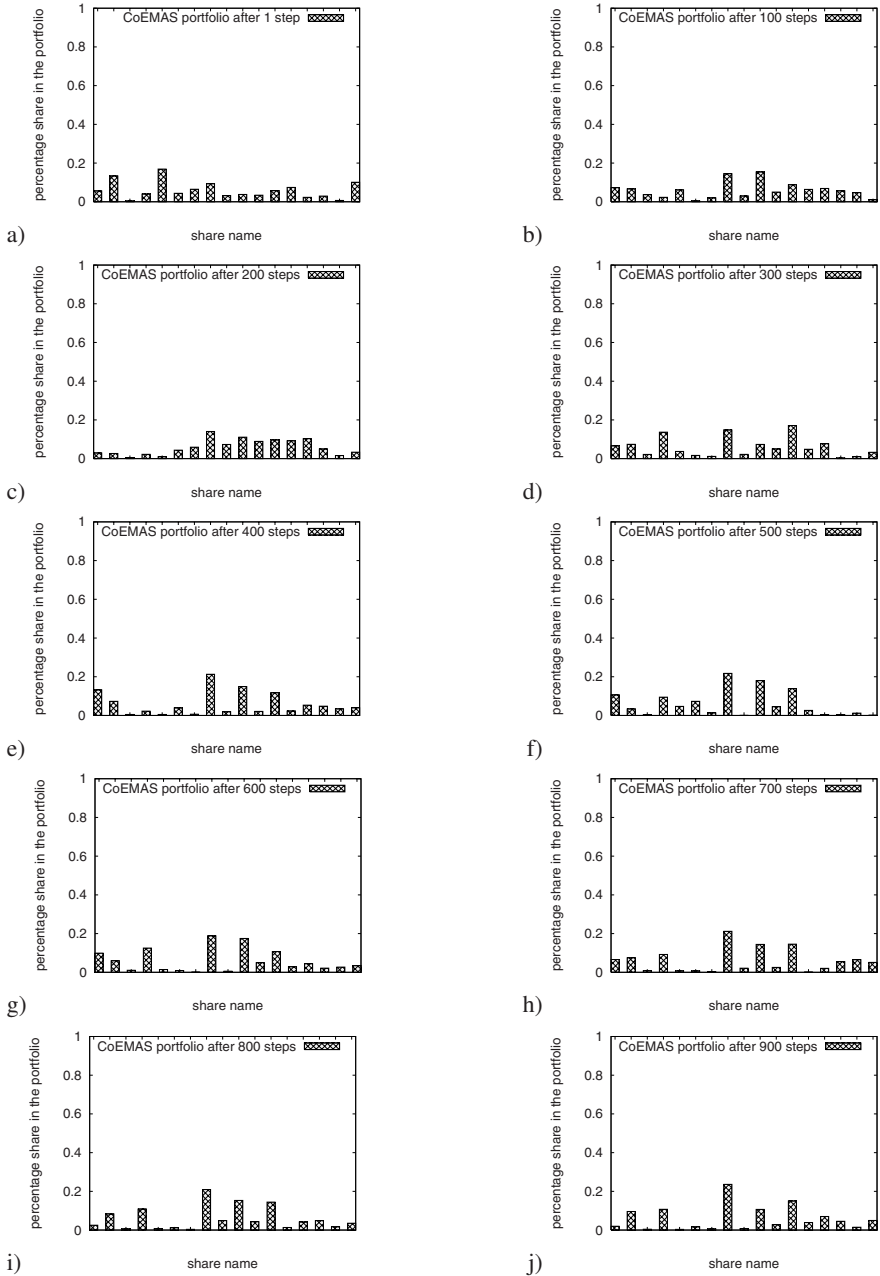 CoEMAS portfolio after 1 step
percentage share in the portfolio
1
0.8
0.6
0.4
0.2
0
share name
a)
CoEMAS portfolio after 100 steps
percentage share in the portfolio
1
0.8
0.6
0.4
0.2
0
share name
b)
CoEMAS portfolio after 200 steps
percentage share in the portfolio
1
0.8
0.6
0.4
0.2
0
share name
c)
CoEMAS portfolio after 300 steps
percentage share in the portfolio
1
0.8
0.6
0.4
0.2
0
share name
d)
CoEMAS portfolio after 400 steps
percentage share in the portfolio
1
0.8
0.6
0.4
0.2
0
share name
e)
CoEMAS portfolio after 500 steps
percentage share in the portfolio
1
0.8
0.6
0.4
0.2
0
share name
f)
CoEMAS portfolio after 600 steps
percentage share in the portfolio
1
0.8
0.6
0.4
0.2
0
share name
g)
CoEMAS portfolio after 700 steps
percentage share in the portfolio
1
0.8
0.6
0.4
0.2
0
share name
h)
CoEMAS portfolio after 800 steps
percentage share in the portfolio
1
0.8
0.6
0.4
0.2
0
share name
i)
CoEMAS portfolio after 900 steps
percentage share in the portfolio
1
0.8
0.6
0.4
0.2
0
share name
j)